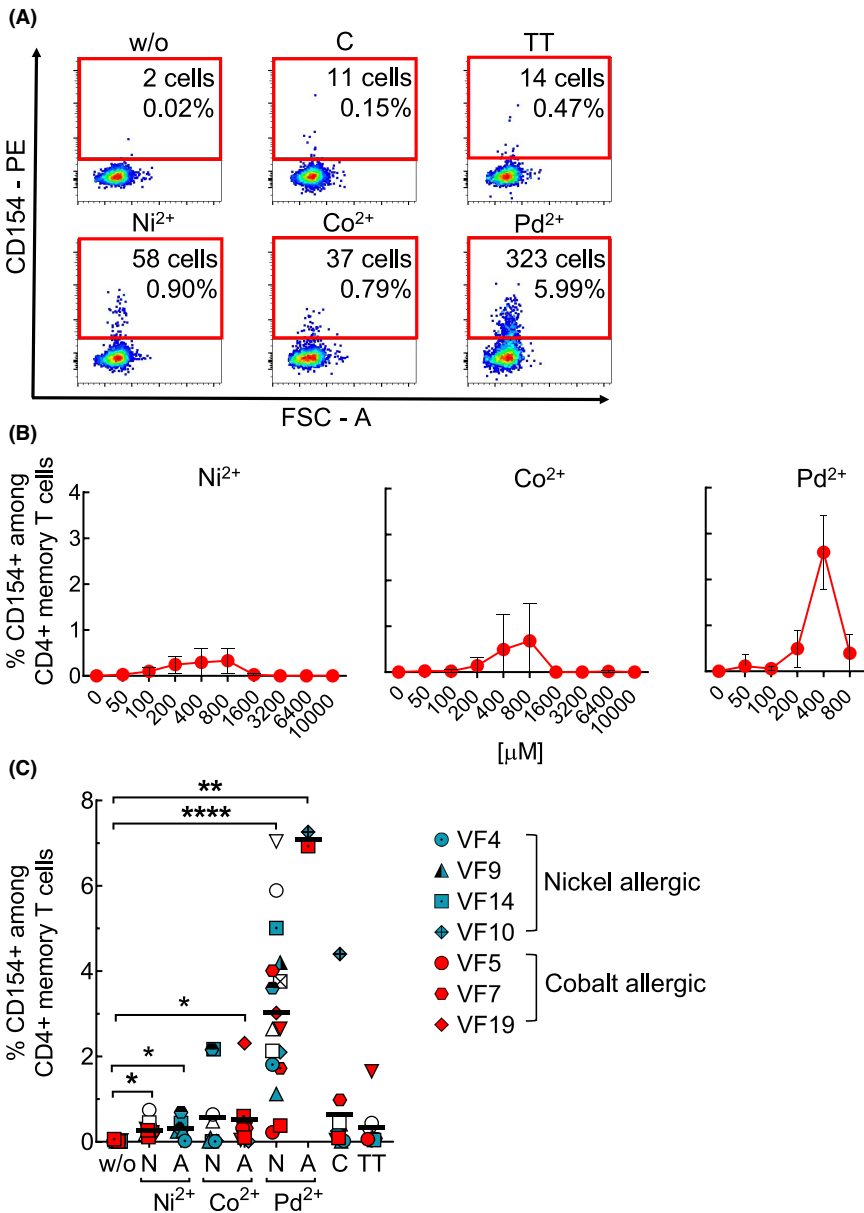 (A)
w/o
C
TT
2 cells
0.02%
11 cells
0.15%
14 cells
0.47%
CD154 - PE
Ni²⁺
Co²⁺
Pd²⁺
58 cells
0.90%
37 cells
0.79%
323 cells
5.99%
FSC - A
(B)
% CD154+ among
CD4+ memory T cells
Ni²⁺
Co²⁺
Pd²⁺
4
3
2
1
0
0 50 100 200 400 800 1600 3200 6400 10000
0 50 100 200 400 800 1600 3200 6400 10000
0 50 100 200 400 800
[µM]
(C)
% CD154+ among
CD4+ memory T cells
8
7
6
5
4
3
2
1
0
**
****
*
*
*
VF4
VF9
VF14
VF10
Nickel allergic
VF5
VF7
VF19
Cobalt allergic
w/o N A N A N A C TT
Ni²⁺ Co²⁺ Pd²⁺